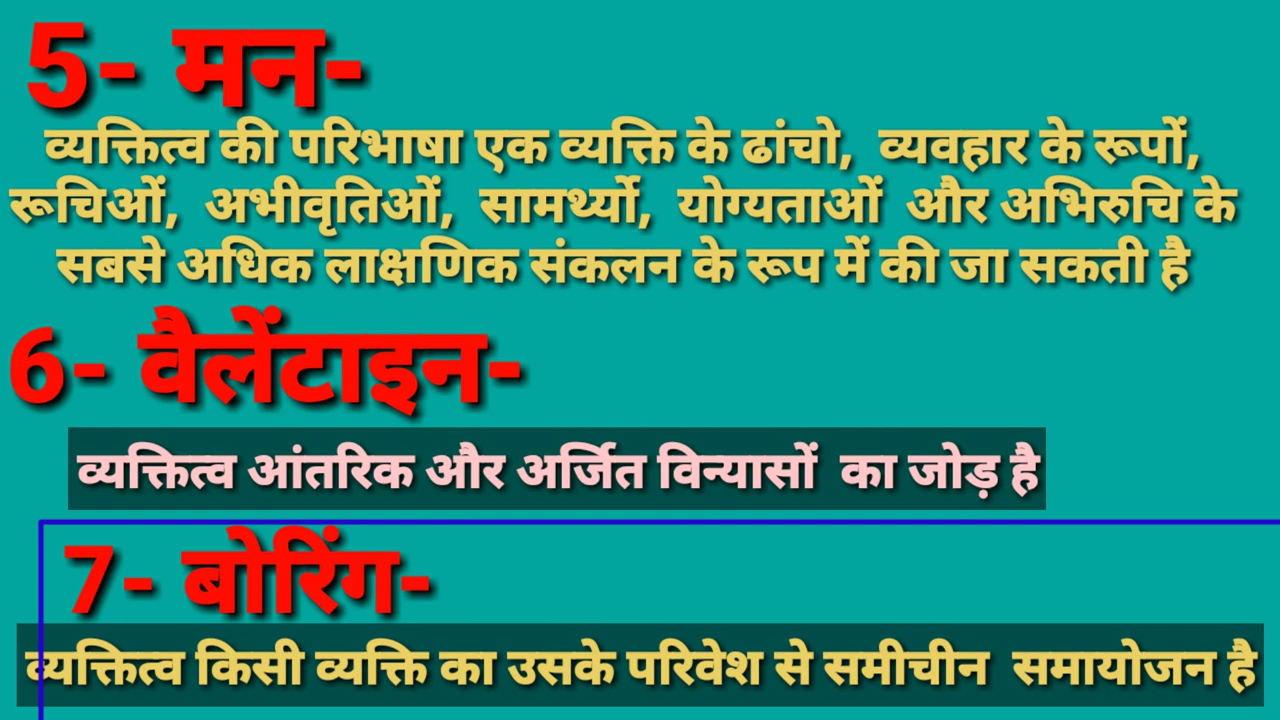 5- मन-
व्यक्तित्व की परिभाषा एक व्यक्ति के ढांचो, व्यवहार के रूपों,
रूचिओं, अभीवृतिओं, सामर्थ्यो, योग्यताओं और अभिरुचि के
सबसे अधिक लाक्षणिक संकलन के रूप में की जा सकती है
6- वैलेंटाइन-
व्यक्तित्व आंतरिक और अर्जित विन्यासों का जोड़ है
7- बोरिंग-
व्यक्तित्व किसी व्यक्ति का उसके परिवेश से समीचीन समायोजन है